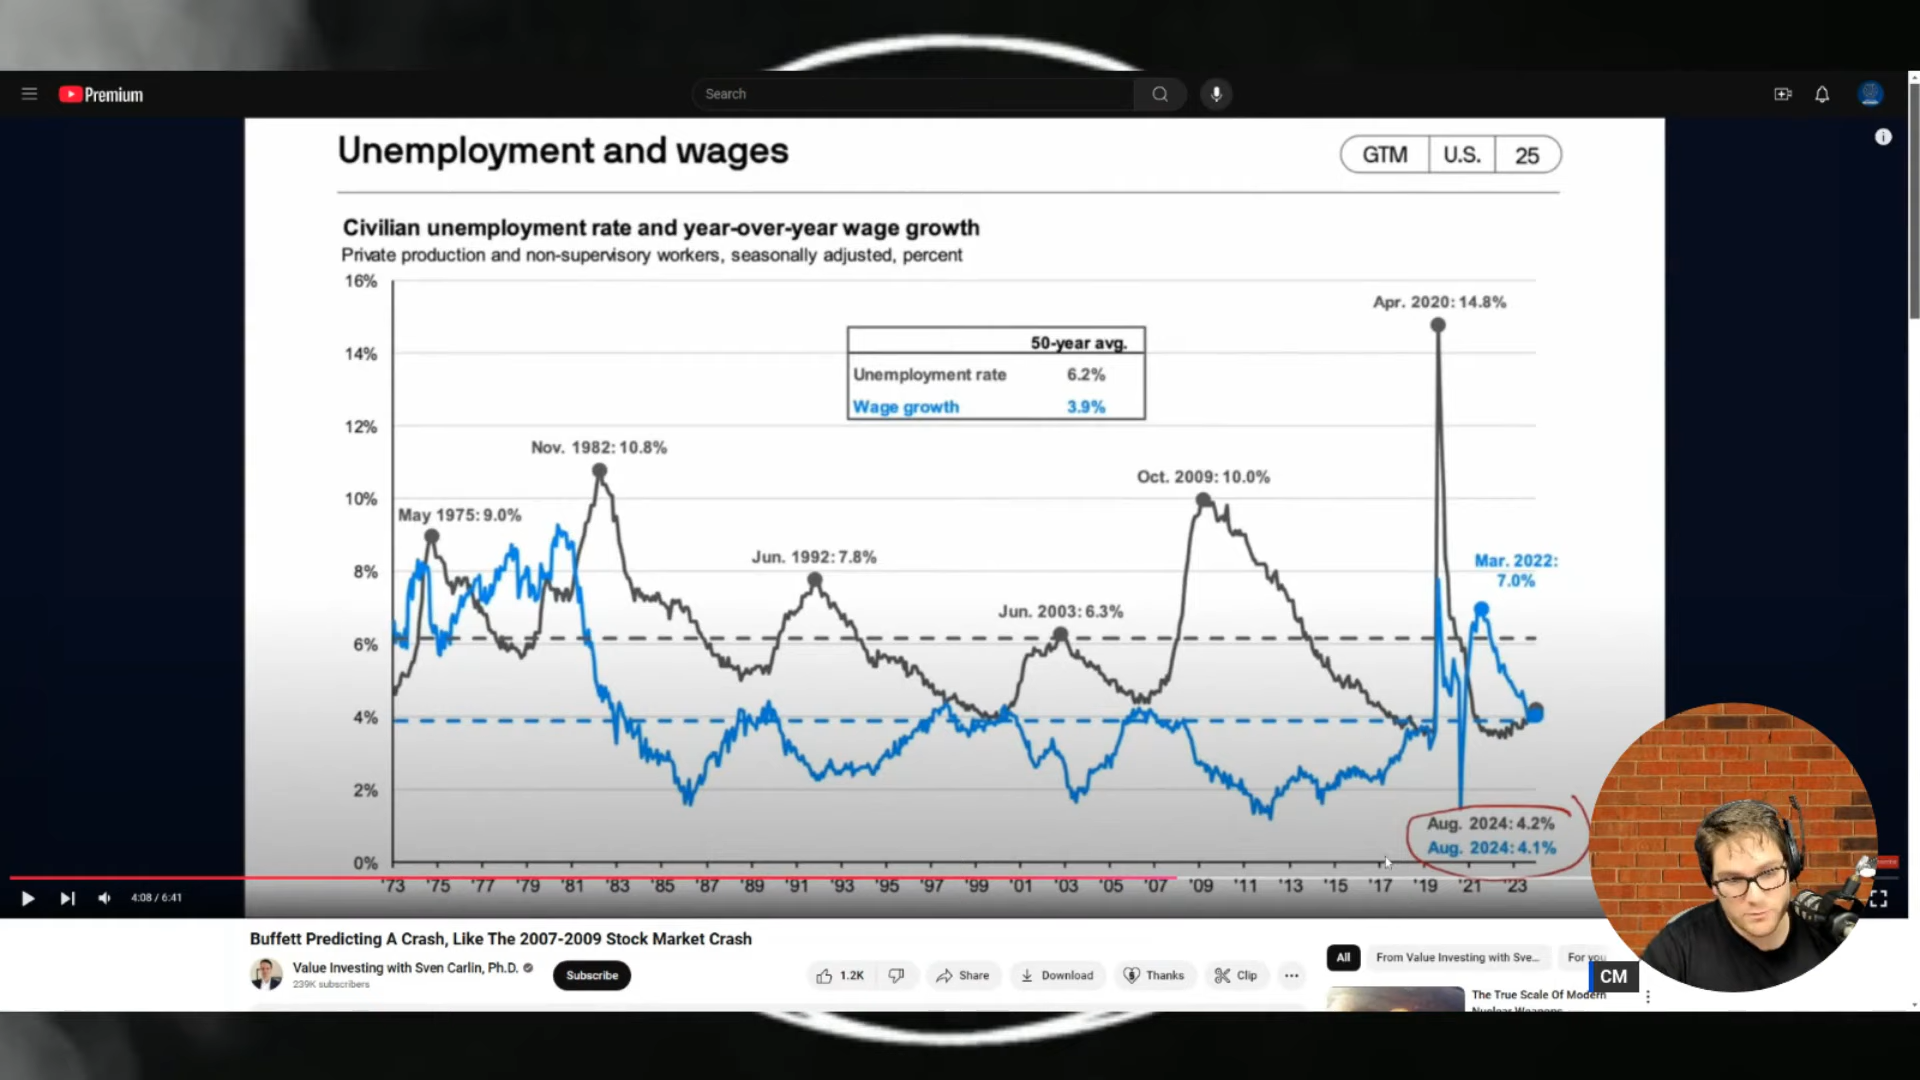 Premium
Search
Unemployment and wages
GTM U.S. 25
Civilian unemployment rate and year-over-year wage growth
Private production and non-supervisory workers, seasonally adjusted, percent
16%
14%
12%
10%
8%
6%
4%
2%
0%
Apr. 2020: 14.8%
50-year avg.
Unemployment rate 6.2%
Wage growth 3.9%
Nov. 1982: 10.8%
Oct. 2009: 10.0%
May 1975: 9.0%
Jun. 1992: 7.8%
Mar. 2022:
7.0%
Jun. 2003: 6.3%
Aug. 2024: 4.2%
Aug. 2024: 4.1%
'73 '75 '77 '79 '81 '83 '85 '87 '89 '91 '93 '95 '97 '99 '01 '03 '05 '07 '09 '11 '13 '15 '17 '19 '21 '23
4:08 / 6:41
Buffett Predicting A Crash, Like The 2007-2009 Stock Market Crash
Value Investing with Sven Carlin, Ph.D.
239K subscribers
Subscribe
1.2K
Share
Download
Thanks
Clip
All
From Value Investing with Sve...
For you
CM
The True Scale Of Modern